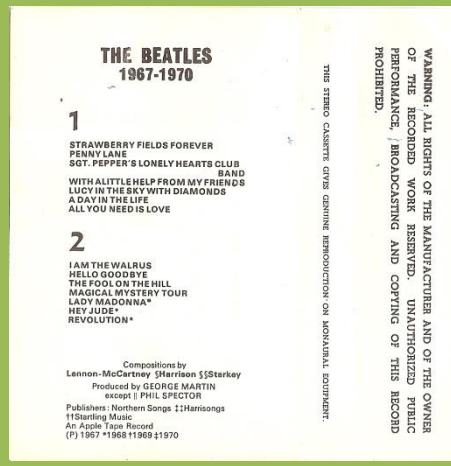 THE BEATLES
1967-1970
1
STRAWBERRY FIELDS FOREVER
PENNY LANE
SGT. PEPPER'S LONELY HEARTS CLUB
BAND
WITH ALITTLE HELP FROM MY FRIENDS
LUCY IN THE SKY WITH DIAMONDS
A DAY IN THE LIFE
ALL YOU NEED IS LOVE
2
I AM THE WALRUS
HELLO GOODBYE
THE FOOL ON THE HILL
MAGICAL MYSTERY TOUR
LADY MADONNA*
HEY JUDE*
REVOLUTION*
Compositions by
Lennon-McCartney §Harrison §§Starkey
Produced by GEORGE MARTIN
except || PHIL SPECTOR
Publishers: Northern Songs ‡‡Harrisongs
††Startling Music
An Apple Tape Record
(P) 1967 *1968 †1969 ‡1970
THIS STEREO CASSETTE GIVES GENUINE REPRODUCTION ON MONAURAL EQUIPMENT.
WARNING: ALL RIGHTS OF THE MANUFACTURER AND OF THE OWNER
OF THE RECORDED WORK RESERVED. UNAUTHORIZED PUBLIC
PERFORMANCE, BROADCASTING AND COPYING OF THIS RECORD
PROHIBITED.